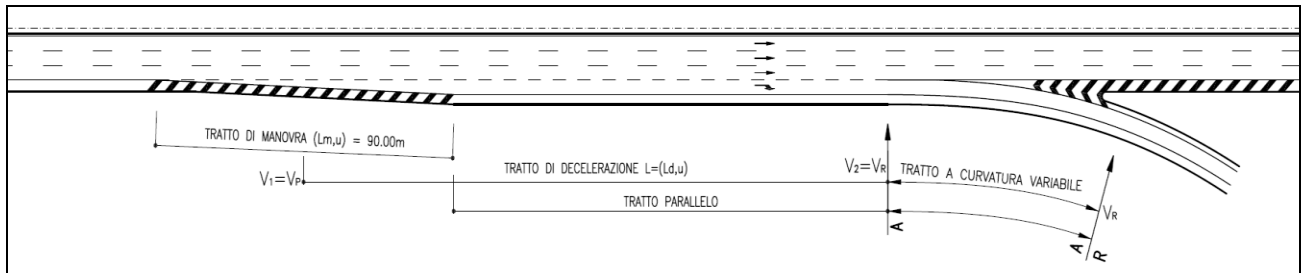 TRATTO DI MANOVRA (Lm,u) = 90.00m
V1=VP
TRATTO DI DECELERAZIONE L=(Ld,u)
V2=VR
TRATTO A CURVATURA VARIABILE
VR
TRATTO PARALLELO
A
A
R